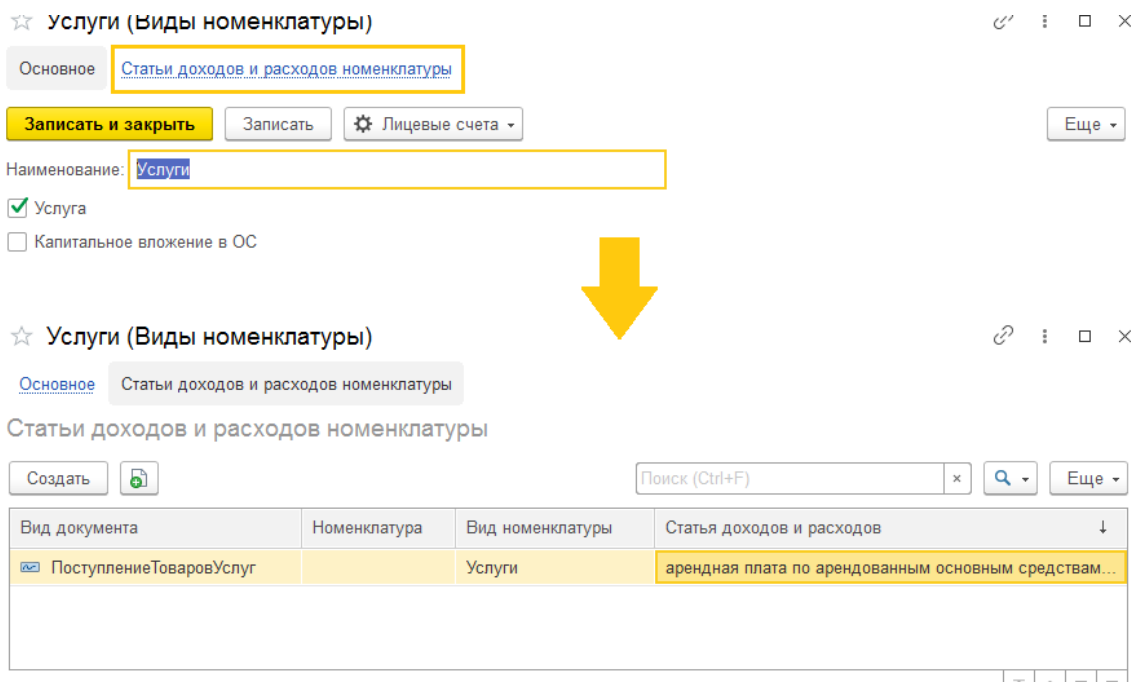 Услуги (Виды номенклатуры)
Основное Статьи доходов и расходов номенклатуры
Записать и закрыть Записать Лицевые счета Еще
Наименование: Услуги
Услуга
Капитальное вложение в ОС
Услуги (Виды номенклатуры)
Основное Статьи доходов и расходов номенклатуры
Статьи доходов и расходов номенклатуры
Создать Поиск (Ctrl+F) × Еще
Вид документа Номенклатура Вид номенклатуры Статья доходов и расходов ↓
ПоступлениеТоваровУслуг Услуги арендная плата по арендованным основным средствам...